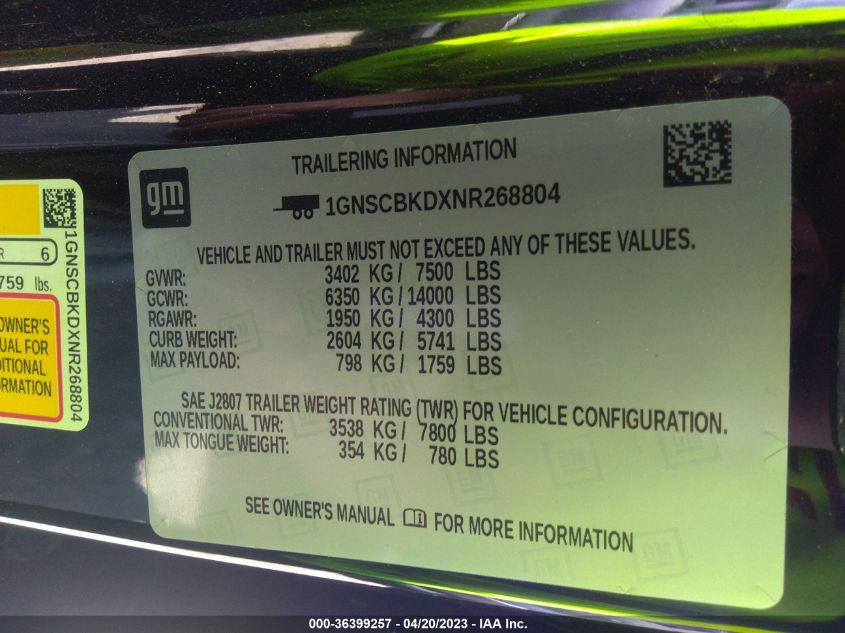 R 6
759 lbs.
OWNER'S
UAL FOR
DITIONAL
ORMATION
1GNSCBKDXNR268804
gm
TRAILERING INFORMATION
1GNSCBKDXNR268804
VEHICLE AND TRAILER MUST NOT EXCEED ANY OF THESE VALUES.
GVWR: 3402 KG / 7500 LBS
GCWR: 6350 KG / 14000 LBS
RGAWR: 1950 KG / 4300 LBS
CURB WEIGHT: 2604 KG / 5741 LBS
MAX PAYLOAD: 798 KG / 1759 LBS
SAE J2807 TRAILER WEIGHT RATING (TWR) FOR VEHICLE CONFIGURATION.
CONVENTIONAL TWR: 3538 KG / 7800 LBS
MAX TONGUE WEIGHT: 354 KG / 780 LBS
SEE OWNER'S MANUAL FOR MORE INFORMATION
000-36399257 - 04/20/2023 - IAA Inc.